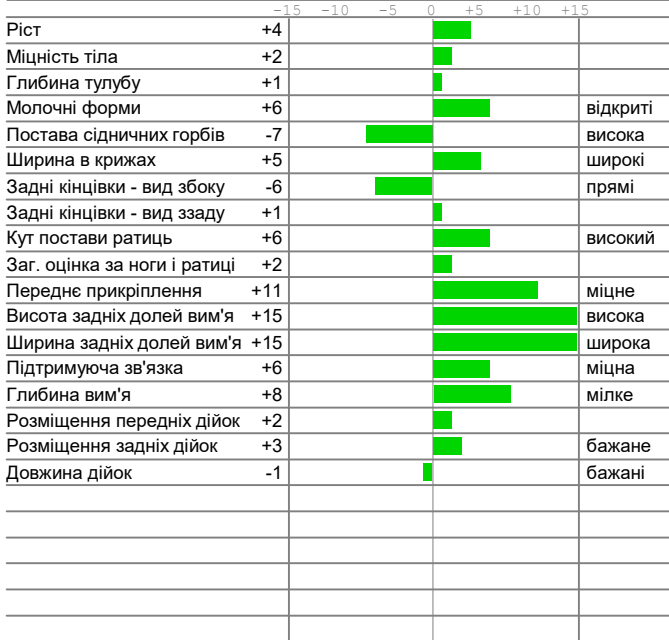 -15 -10 -5 0 +5 +10 +15
Ріст +4
Міцність тіла +2
Глибина тулубу +1
Молочні форми +6 відкриті
Постава сідничних горбів -7 висока
Ширина в крижах +5 широкі
Задні кінцівки - вид збоку -6 прямі
Задні кінцівки - вид ззаду +1
Кут постави ратиць +6 високий
Заг. оцінка за ноги і ратиці +2
Переднє прикріплення +11 міцне
Висота задніх долей вим'я +15 висока
Ширина задніх долей вим'я +15 широка
Підтримуюча зв'язка +6 міцна
Глибина вим'я +8 мілке
Розміщення передніх дійок +2
Розміщення задніх дійок +3 бажане
Довжина дійок -1 бажані